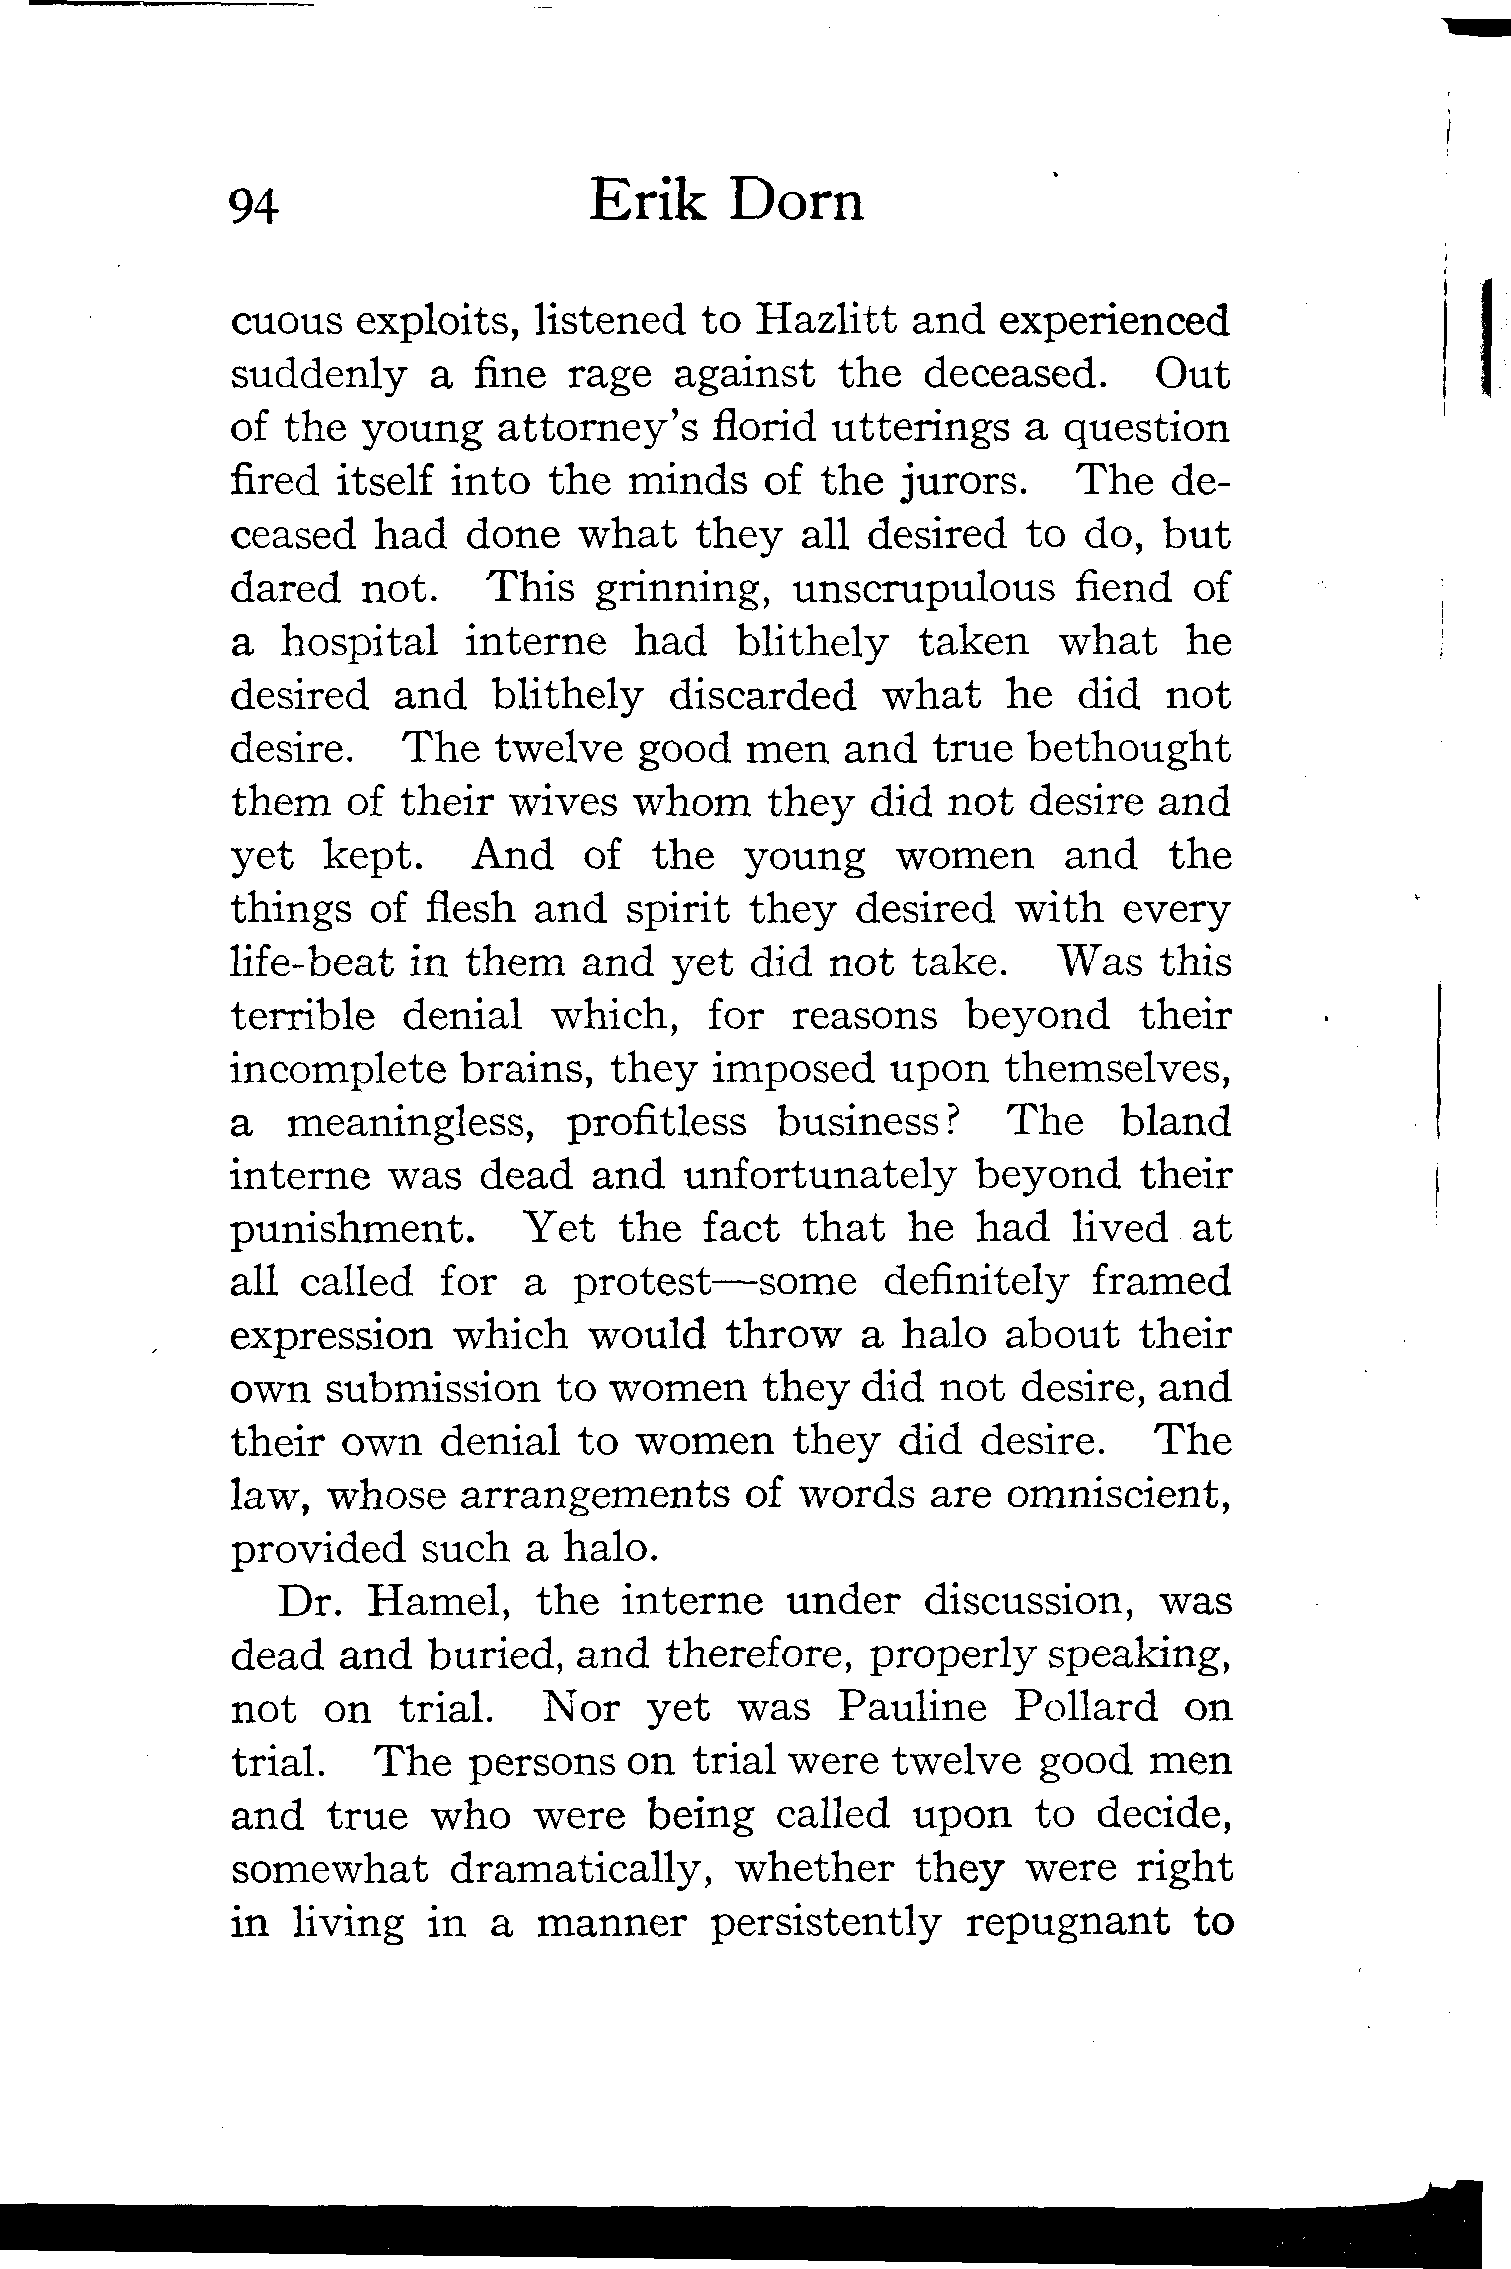 94 Erik Dorn
cuous exploits, listened to Hazlitt and experienced
suddenly a fine rage against the deceased. Out
of the young attorney's florid utterings a question
fired itself into the minds of the jurors. The de-
ceased had done what they all desired to do, but
dared not. This grinning, unscrupulous fiend of
a hospital interne had blithely taken what he
desired and blithely discarded what he did not
desire. The twelve good men and true bethought
them of their wives whom they did not desire and
yet kept. And of the young women and the
things of flesh and spirit they desired with every
life-beat in them and yet did not take. Was this
terrible denial which, for reasons beyond their
incomplete brains, they imposed upon themselves,
a meaningless, profitless business? The bland
interne was dead and unfortunately beyond their
punishment. Yet the fact that he had lived at
all called for a protest—some definitely framed
expression which would throw a halo about their
own submission to women they did not desire, and
their own denial to women they did desire. The
law, whose arrangements of words are omniscient,
provided such a halo.
Dr. Hamel, the interne under discussion, was
dead and buried, and therefore, properly speaking,
not on trial. Nor yet was Pauline Pollard on
trial. The persons on trial were twelve good men
and true who were being called upon to decide,
somewhat dramatically, whether they were right
in living in a manner persistently repugnant to